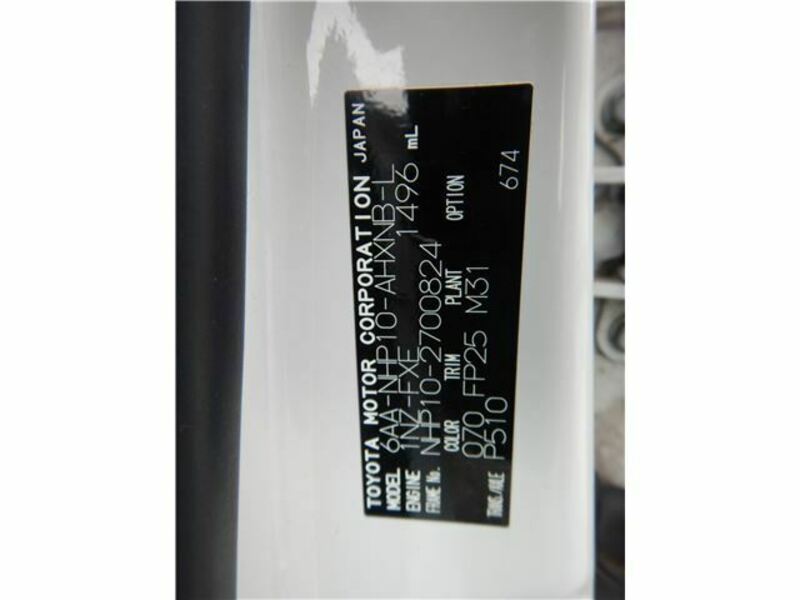 TOYOTA MOTOR CORPORATION JAPAN
MODEL 6AA-NHP10-AHXNB-L
ENGINE 1NZ-FXE 1496 mL
FRAME No. NHP10-2700824
COLOR TRIM PLANT OPTION
070 FP25 M31 674
TRNS/AXLE P510